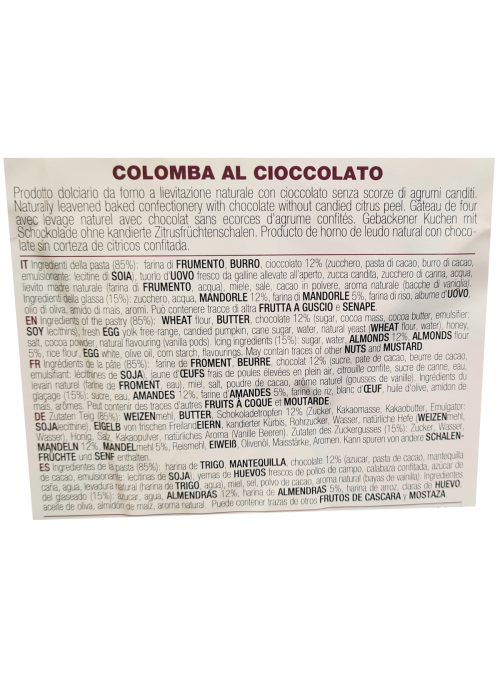 COLOMBA AL CIOCCOLATO
Prodotto dolciario da forno a lievitazione naturale con cioccolato senza scorze di agrumi canditi.
Naturally leavened baked confectionery with chocolate without candied citrus peel. Gâteau de four
avec levage naturel avec chocolat sans ecorces d'agrume confités. Gebackener Kuchen mit
Schockolade ohne kandierte Zitrusfrüchtenschalen. Producto de horno de leudo natural con choco-
late sin corteza de citricos confitada.
IT Ingredienti della pasta (85%): farina di FRUMENTO, BURRO, cioccolato 12% (zucchero, pasta di cacao, burro di cacao,
emulsionante: lecitine di SOIA), tuorlo d'UOVO fresco da galline allevate all'aperto, zucca candita, zucchero di canna, acqua,
lievito madre naturale (farina di FRUMENTO, acqua), miele, sale, cacao in polvere, aroma naturale (bacche di vaniglia).
Ingredienti della glassa (15%): zucchero, acqua, MANDORLE 12%, farina di MANDORLE 5%, farina di riso, albume d'UOVO,
olio di oliva, amido di mais, aromi. Può contenere tracce di altra FRUTTA A GUSCIO e SENAPE.
EN Ingredients of the pastry (85%): WHEAT flour, BUTTER, chocolate 12% (sugar, cocoa mass, cocoa butter, emulsifer:
SOY lecithins), fresh EGG yolk free-range, candied pumpkin, cane sugar, water, natural yeast (WHEAT flour, water), honey,
salt, cocoa powder, natural flavouring (vanilla pods). Icing ingredients (15%): sugar, water, ALMONDS 12%, ALMONDS flour
5%, rice flour, EGG white, olive oil, corn starch, flavourings. May contain traces of other NUTS and MUSTARD.
FR Ingrédients de la pâte (85%): farine de FROMENT, BEURRE, chocolat 12% (sucre, pâte de cacao, beurre de cacao,
emulsifiant: lecithines de SOJA), jaune d'ŒUFS frais de poules élevées en plein air, citrouille confite, sucre de canne, eau,
levain naturel (farine de FROMENT, eau), miel, salt, poudre de cacao, arôme naturel (gousses de vanille). Ingrédients du
glaçage (15%): sucre, eau, AMANDES 12%, farine d'AMANDES 5%, farine de riz, blanc d'ŒUF, huile d'olive, amidon de
mais, arômes. Peut contenir des traces d'autres FRUITS À COQUE et MOUTARDE.
DE Zutaten Teig (85%): WEIZENmehl, BUTTER, Schokoladetropfen 12% (Zucker, Kakaomasse, Kakaobutter, Emulgator:
SOJAlecithine), EIGELB von frischen FreilandEIERN, kandierter Kürbis, Rohrzucker, Wasser, natürliche Hefe (WEIZENmehl,
Wasser), Honig, Salz, Kakaopulver, natürliches Aroma (Vanille Beeren). Zutaten des Zuckergusses (15%): Zucker, Wasser,
MANDELN 12%, MANDELmehl 5%, Reismehl, EIWEIß, Olivenöl, Maisstärke, Aromen. Kann spuren von andere SCHALEN-
FRÜCHTE und SENF enthalten.
ES Ingredientes de la pasta (85%): harina de TRIGO, MANTEQUILLA, chocolate 12% (azucar, pasta de cacao, mantequilla
de cacao, emulsionante: lecitinas de SOJA), yemas de HUEVOS frescos de pollos de campo, calabaza confitada, azúcar de
caña, agua, levadura natural (harina de TRIGO, agua), miel, sél, polvo de cacao, aroma natural (bayas de vanilla). Ingredientes
del glaseado (15%): azucar, agua, ALMENDRAS 12%, harina de ALMENDRAS 5%, harina de arroz, claras de HUEVO,
aceite de oliva, almidón de maiz, aroma natural. Puede contener trazas de otros FRUTOS DE CASCARA y MOSTAZA.